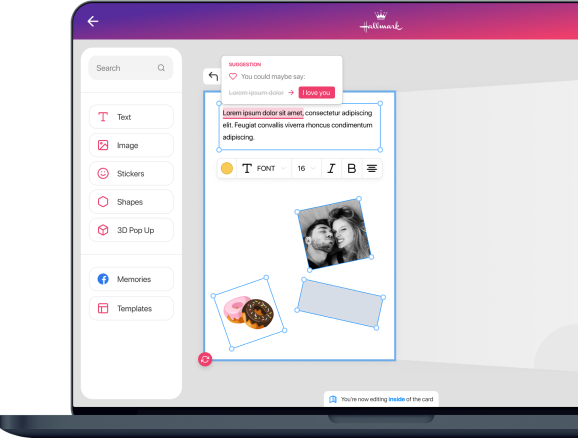 Hallmark
Search
Text
Image
Stickers
Shapes
3D Pop Up
Memories
Templates
SUGGESTION
You could maybe say:
Lorem ipsum dolor → I love you
Lorem ipsum dolor sit amet, consectetur adipiscing
elit. Feugiat convallis viverra rhoncus condimentum
adipiscing.
T FONT 16 I B
You're now editing inside of the card